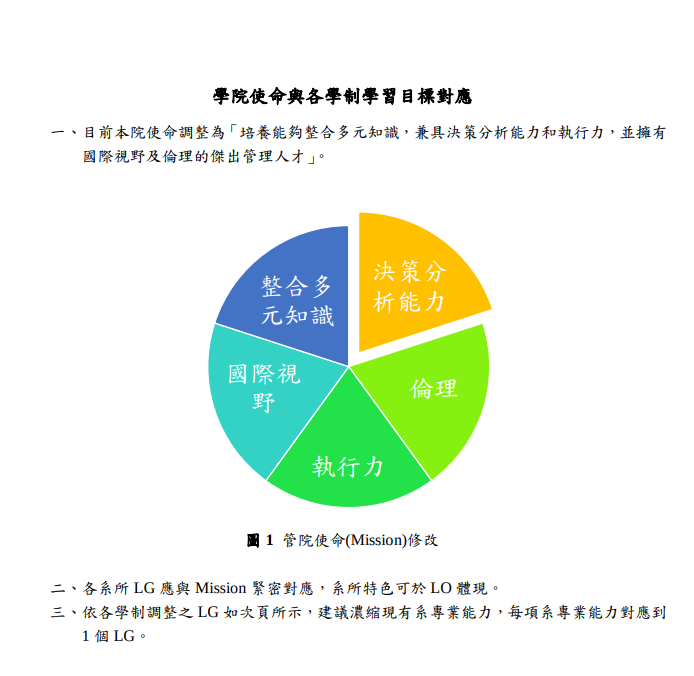 學院使命與各學制學習目標對應
一、目前本院使命調整為「培養能夠整合多元知識，兼具決策分析能力和執行力，並擁有
國際視野及倫理的傑出管理人才」。
決策分
析能力
整合多
元知識
國際視
野
倫理
執行力
圖 1 管院使命(Mission)修改
二、各系所 LG 應與 Mission 緊密對應，系所特色可於 LO 體現。
三、依各學制調整之 LG 如次頁所示，建議濃縮現有系專業能力，每項系專業能力對應到
1 個 LG。